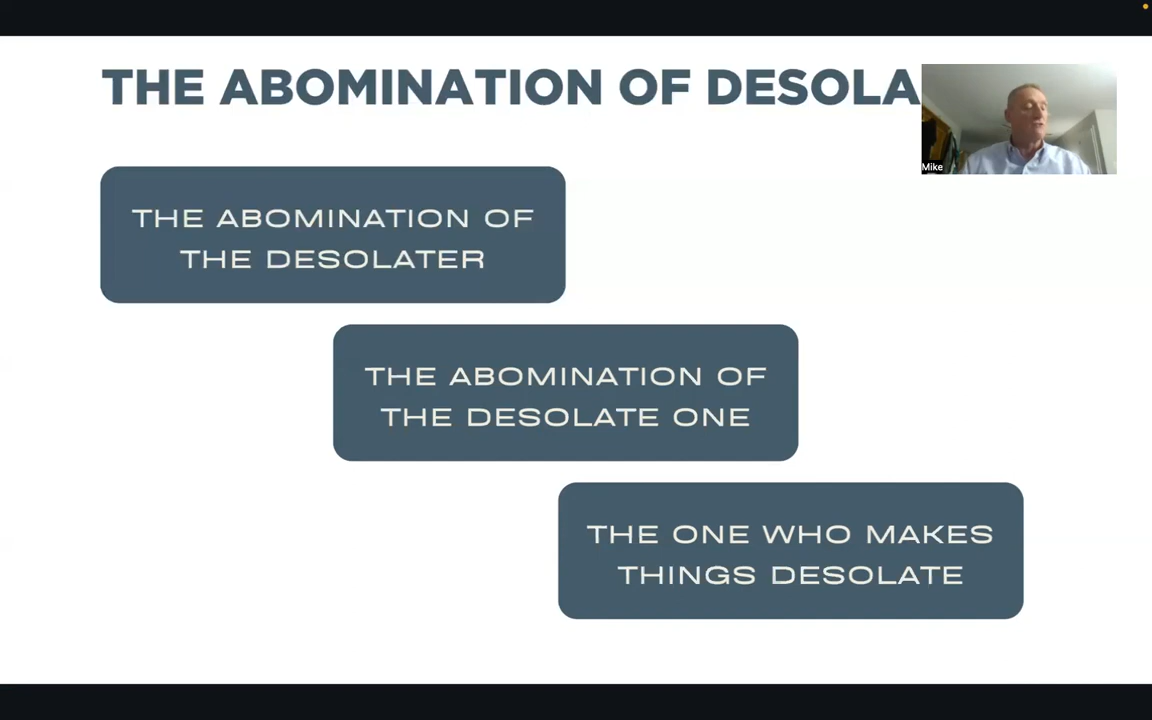 THE ABOMINATION OF
THE ABOMINATION OF
THE DESOLATER
THE ABOMINATION OF
THE DESOLATE ONE
THE ONE WHO MAKES
THINGS DESOLATE
Mike